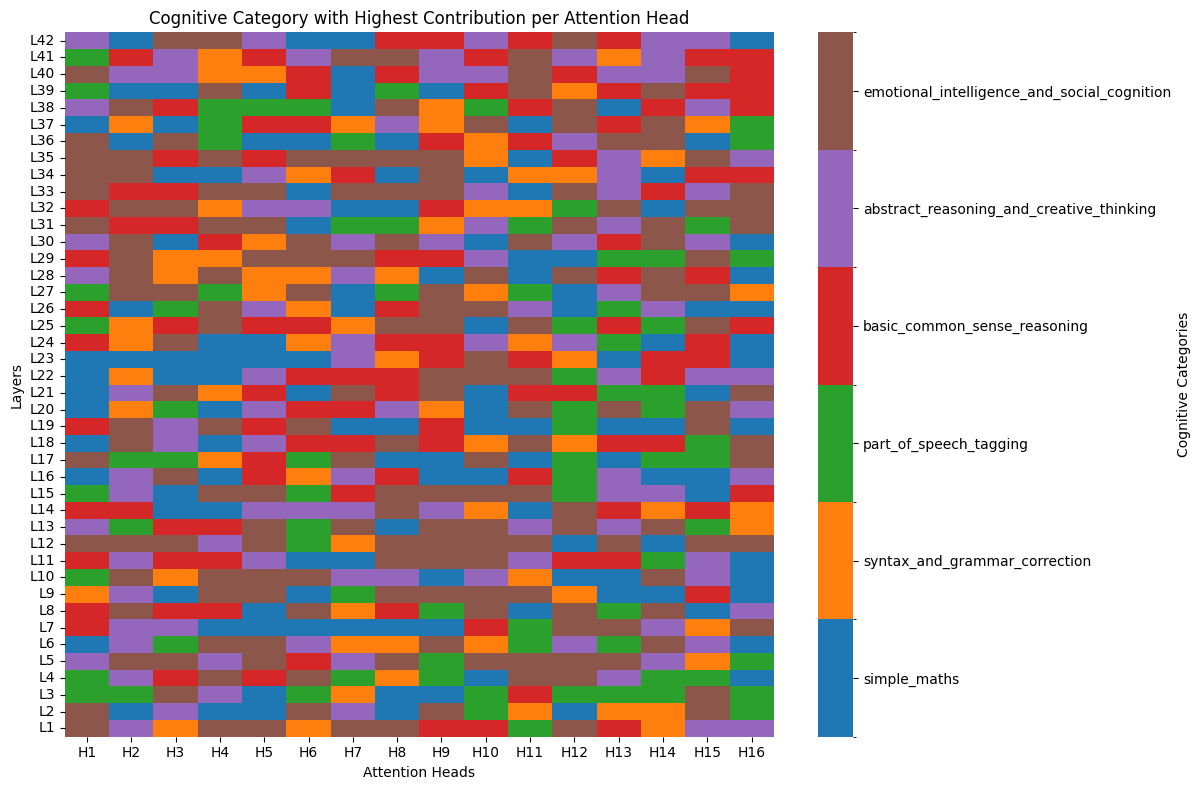 Cognitive Category with Highest Contribution per Attention Head
L42
L41
L40
L39
L38
L37
L36
L35
L34
L33
L32
L31
L30
L29
L28
L27
L26
L25
L24
L23
L22
L21
L20
L19
L18
L17
L16
L15
L14
L13
L12
L11
L10
L9
L8
L7
L6
L5
L4
L3
L2
L1
Layers
H1 H2 H3 H4 H5 H6 H7 H8 H9 H10 H11 H12 H13 H14 H15 H16
Attention Heads
emotional_intelligence_and_social_cognition
abstract_reasoning_and_creative_thinking
basic_common_sense_reasoning
part_of_speech_tagging
syntax_and_grammar_correction
simple_maths
Cognitive Categories